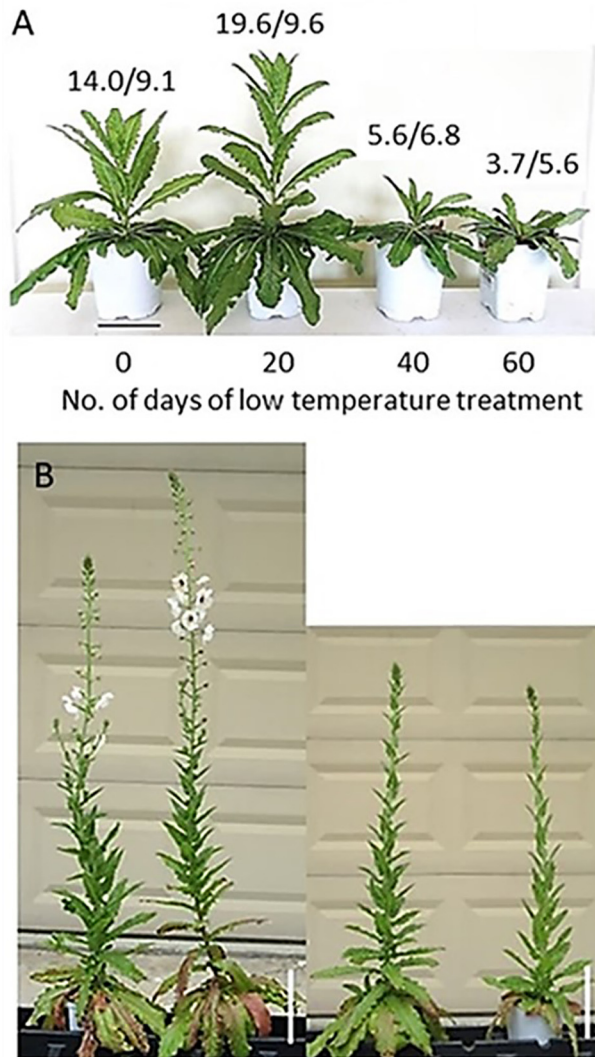 A
19.6/9.6
14.0/9.1
5.6/6.8
3.7/5.6
0 20 40 60
No. of days of low temperature treatment
B